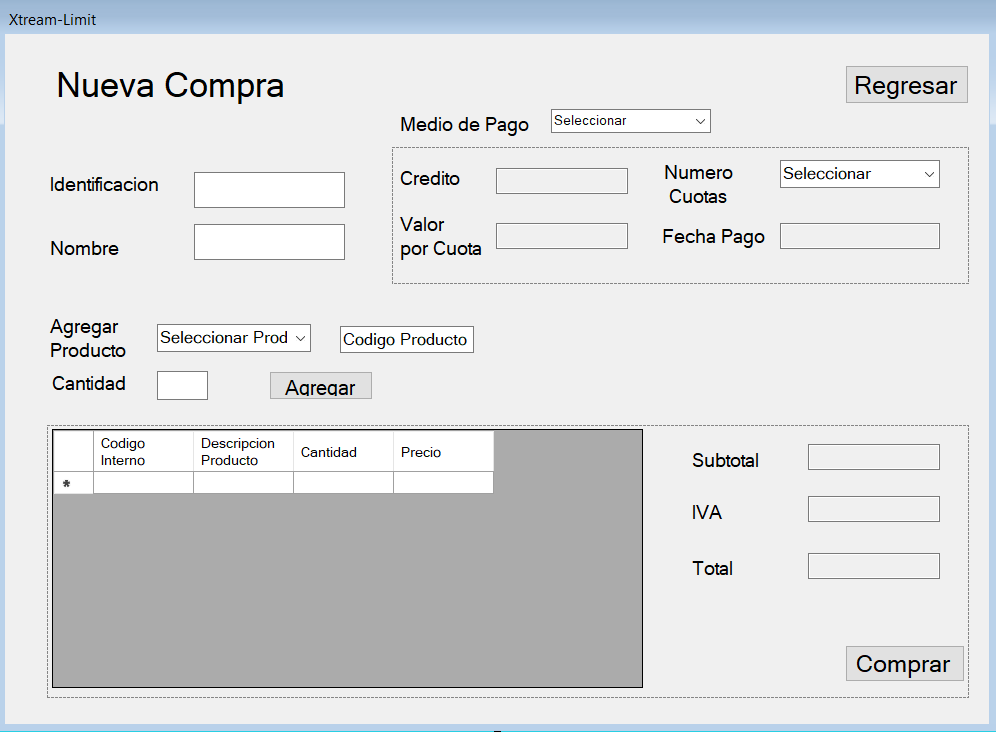 Xtream-Limit
Nueva Compra
Regresar
Medio de Pago
Seleccionar
Identificacion
Nombre
Credito
Numero
Cuotas
Seleccionar
Valor
por Cuota
Fecha Pago
Agregar
Producto
Seleccionar Prod
Codigo Producto
Cantidad
Agregar
Codigo
Interno
Descripcion
Producto
Cantidad
Precio
*
Subtotal
IVA
Total
Comprar